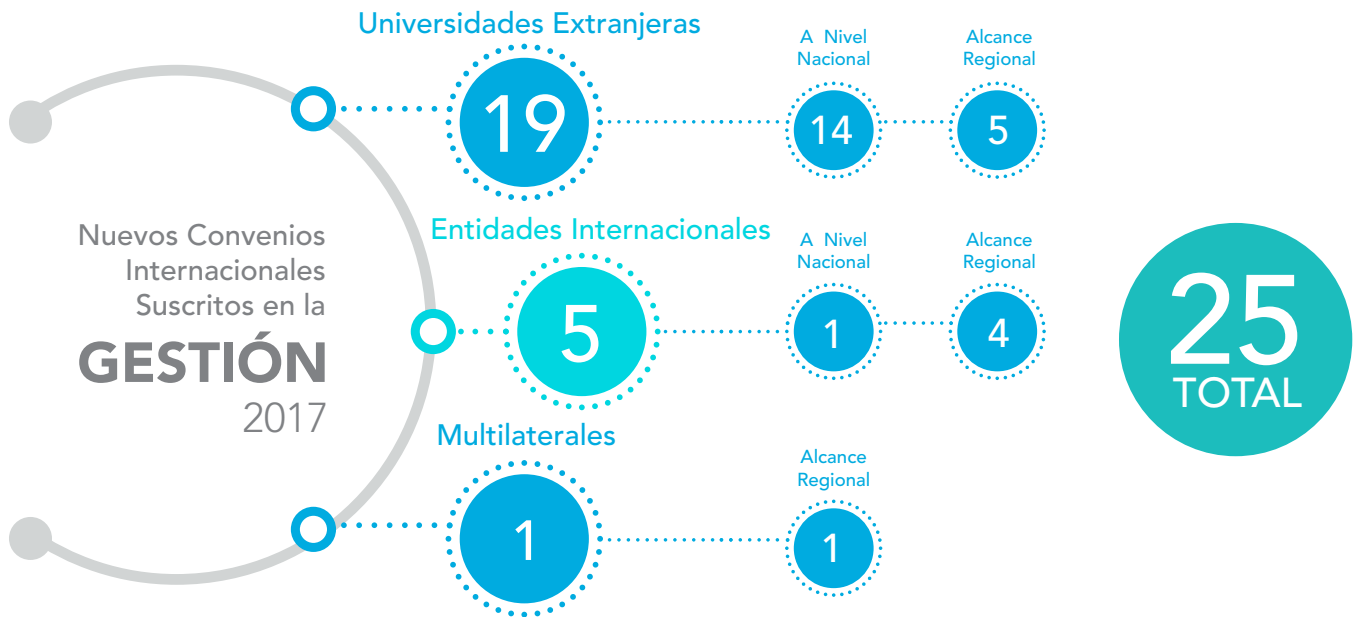 Nuevos Convenios
Internacionales
Suscritos en la
GESTIÓN
2017
Universidades Extranjeras
19
A Nivel
Nacional
14
Alcance
Regional
5
Entidades Internacionales
5
A Nivel
Nacional
1
Alcance
Regional
4
Multilaterales
1
Alcance
Regional
1
25
TOTAL